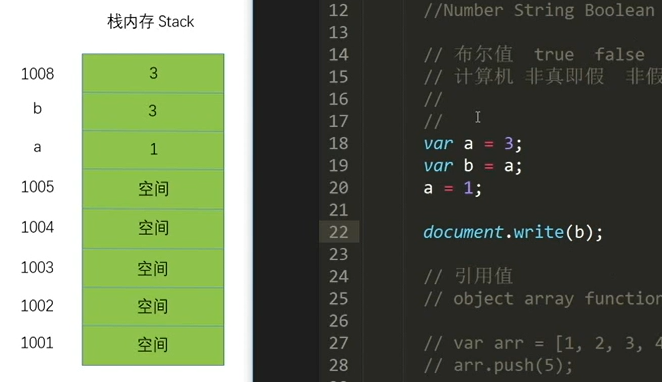 栈内存 Stack
1008 3
b 3
a 1
1005 空间
1004 空间
1003 空间
1002 空间
1001 空间
12 //Number String Boolean
13
14 // 布尔值 true false
15 // 计算机 非真即假 非假
16 //
17 //
18 var a = 3;
19 var b = a;
20 a = 1;
21
22 document.write(b);
23
24 // 引用值
25 // object array function
26
27 // var arr = [1, 2, 3, 4
28 // arr.push(5);